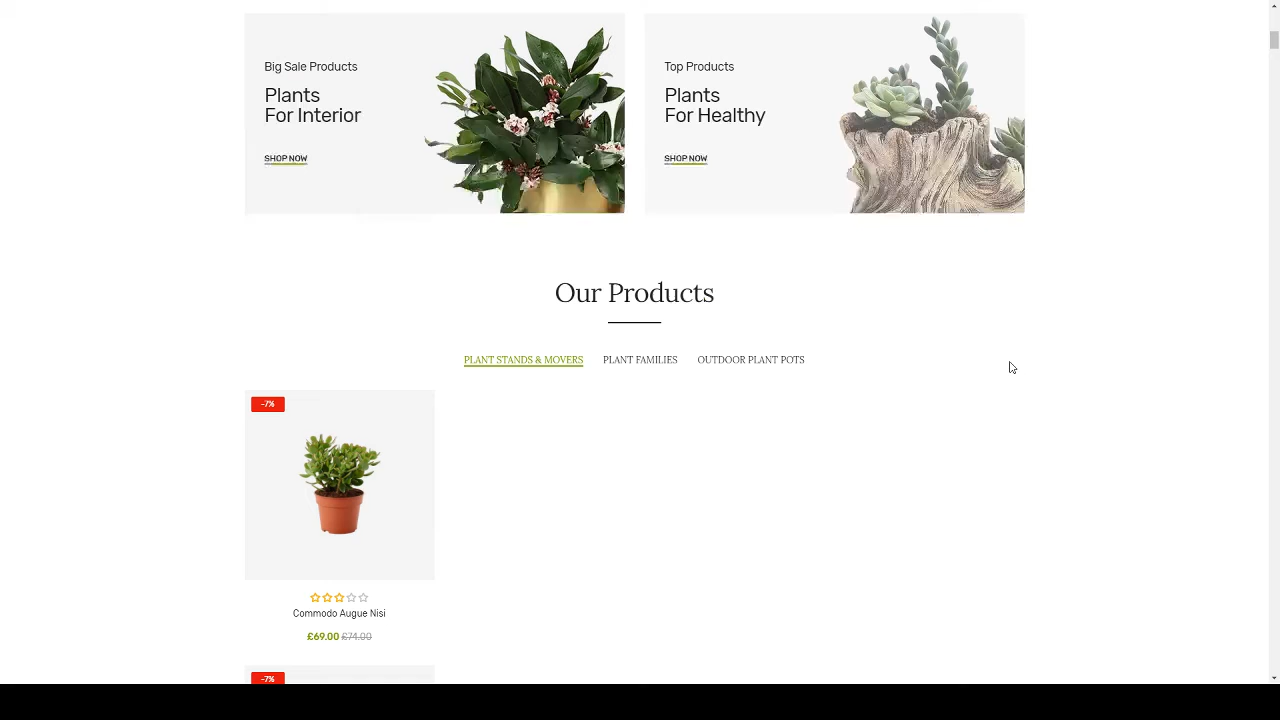 Big Sale Products
Plants
For Interior
SHOP NOW
Top Products
Plants
For Healthy
SHOP NOW
Our Products
PLANT STANDS & MOVERS
PLANT FAMILIES
OUTDOOR PLANT POTS
-7%
Commodo Augue Nisi
£69.00 £74.00
-7%